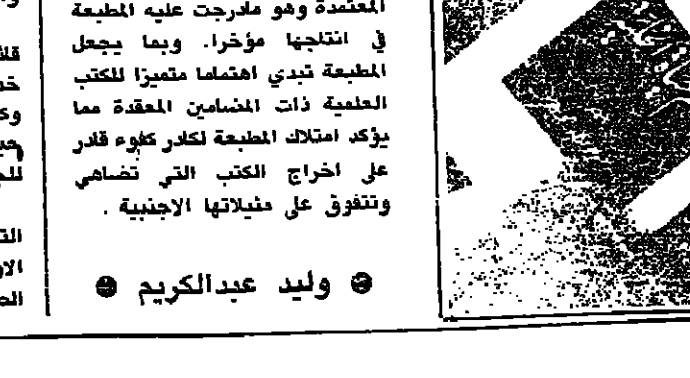 المعتمدة وهو مادرجت عليه المطبعة
في انتاجها مؤخرا. وبما يجعل
المطبعة تبدي اهتماما متميزا للكتب
العلمية ذات المضامين المعقدة مما
يؤكد امتلاك المطبعة لكادر كفوء قادر
على اخراج الكتب التي تضاهي
وتتفوق على مثيلاتها الاجنبية .
وليد عبدالكريم